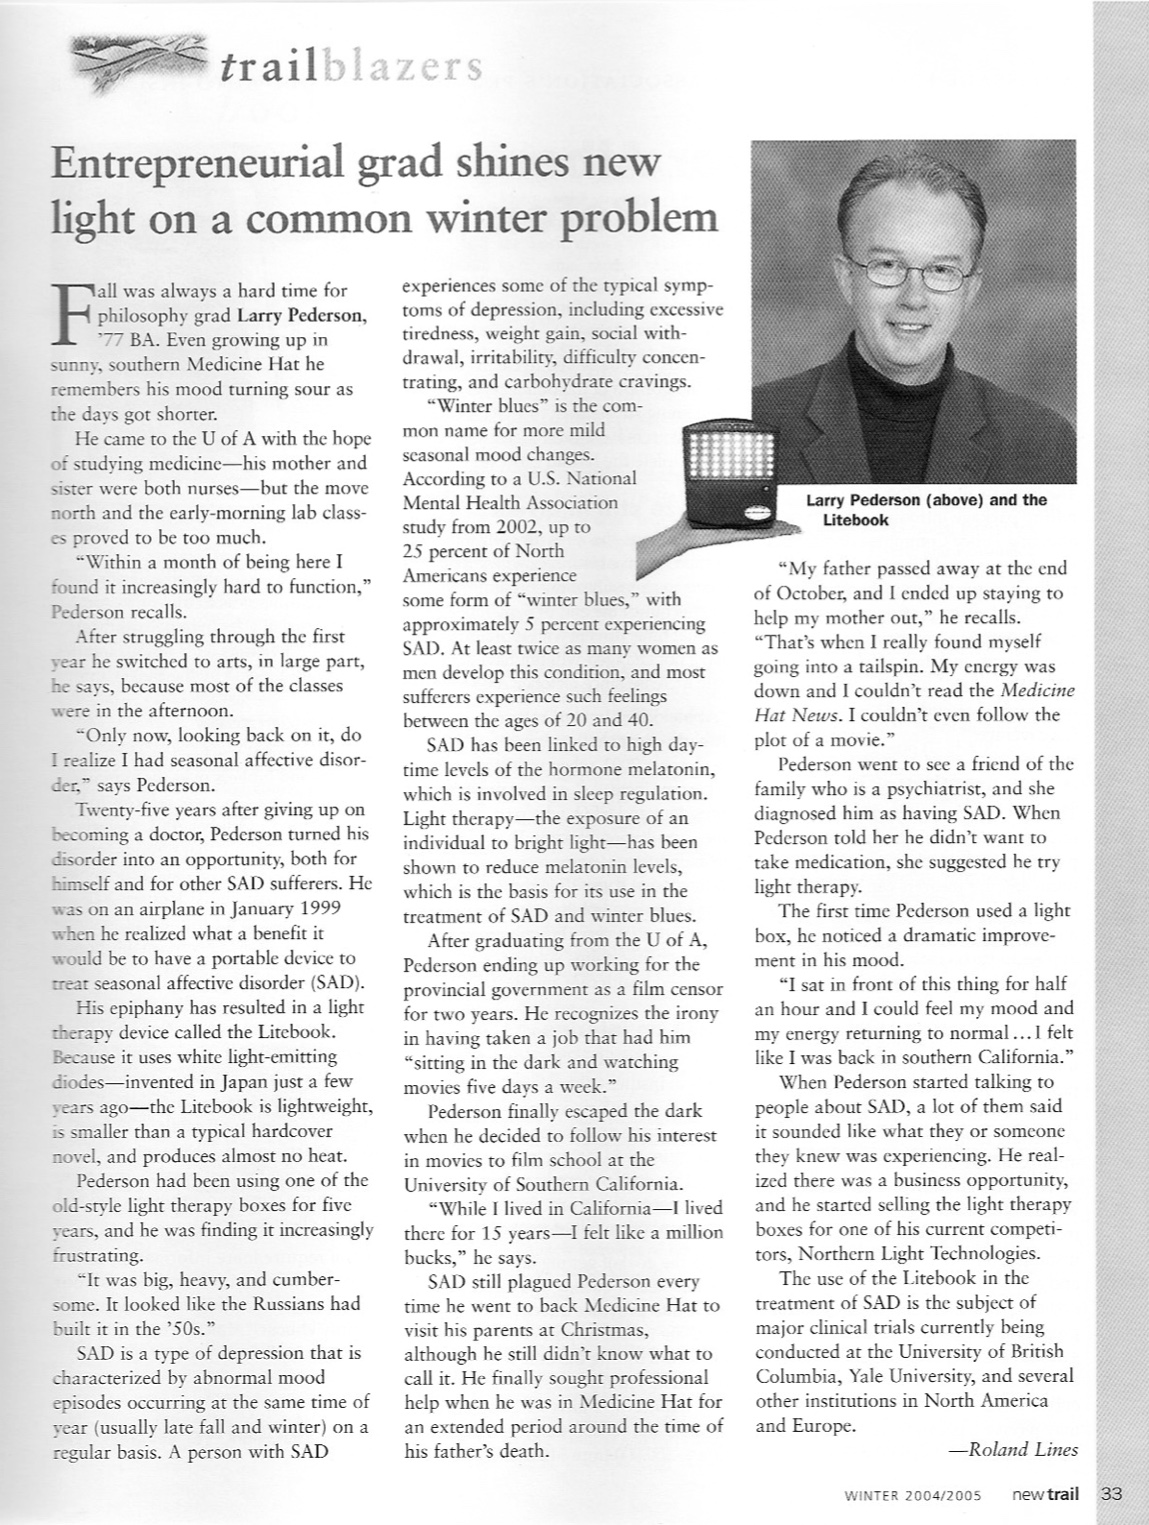 trailblazers
Entrepreneurial grad shines new
light on a common winter problem
Fall was always a hard time for
philosophy grad Larry Pederson,
'77 BA. Even growing up in
sunny, southern Medicine Hat he
remembers his mood turning sour as
the days got shorter.
He came to the U of A with the hope
of studying medicine—his mother and
sister were both nurses—but the move
north and the early-morning lab class-
es proved to be too much.
“Within a month of being here I
found it increasingly hard to function,”
Pederson recalls.
After struggling through the first
year he switched to arts, in large part,
he says, because most of the classes
were in the afternoon.
“Only now, looking back on it, do
I realize I had seasonal affective disor-
der,” says Pederson.
Twenty-five years after giving up on
becoming a doctor, Pederson turned his
disorder into an opportunity, both for
himself and for other SAD sufferers. He
was on an airplane in January 1999
when he realized what a benefit it
would be to have a portable device to
treat seasonal affective disorder (SAD).
His epiphany has resulted in a light
therapy device called the Litebook.
Because it uses white light-emitting
diodes—invented in Japan just a few
years ago—the Litebook is lightweight,
is smaller than a typical hardcover
novel, and produces almost no heat.
Pederson had been using one of the
old-style light therapy boxes for five
years, and he was finding it increasingly
frustrating.
“It was big, heavy, and cumber-
some. It looked like the Russians had
built it in the ’50s.”
SAD is a type of depression that is
characterized by abnormal mood
episodes occurring at the same time of
year (usually late fall and winter) on a
regular basis. A person with SAD
experiences some of the typical symp-
toms of depression, including excessive
tiredness, weight gain, social with-
drawal, irritability, difficulty concen-
trating, and carbohydrate cravings.
“Winter blues” is the com-
mon name for more mild
seasonal mood changes.
According to a U.S. National
Mental Health Association
study from 2002, up to
25 percent of North
Americans experience
some form of “winter blues,” with
approximately 5 percent experiencing
SAD. At least twice as many women as
men develop this condition, and most
sufferers experience such feelings
between the ages of 20 and 40.
SAD has been linked to high day-
time levels of the hormone melatonin,
which is involved in sleep regulation.
Light therapy—the exposure of an
individual to bright light—has been
shown to reduce melatonin levels,
which is the basis for its use in the
treatment of SAD and winter blues.
After graduating from the U of A,
Pederson ending up working for the
provincial government as a film censor
for two years. He recognizes the irony
in having taken a job that had him
“sitting in the dark and watching
movies five days a week.”
Pederson finally escaped the dark
when he decided to follow his interest
in movies to film school at the
University of Southern California.
“While I lived in California—I lived
there for 15 years—I felt like a million
bucks,” he says.
SAD still plagued Pederson every
time he went to back Medicine Hat to
visit his parents at Christmas,
although he still didn’t know what to
call it. He finally sought professional
help when he was in Medicine Hat for
an extended period around the time of
his father’s death.
Larry Pederson (above) and the
Litebook
“My father passed away at the end
of October, and I ended up staying to
help my mother out,” he recalls.
“That’s when I really found myself
going into a tailspin. My energy was
down and I couldn’t read the Medicine
Hat News. I couldn’t even follow the
plot of a movie.”
Pederson went to see a friend of the
family who is a psychiatrist, and she
diagnosed him as having SAD. When
Pederson told her he didn’t want to
take medication, she suggested he try
light therapy.
The first time Pederson used a light
box, he noticed a dramatic improve-
ment in his mood.
“I sat in front of this thing for half
an hour and I could feel my mood and
my energy returning to normal ... I felt
like I was back in southern California.”
When Pederson started talking to
people about SAD, a lot of them said
it sounded like what they or someone
they knew was experiencing. He real-
ized there was a business opportunity,
and he started selling the light therapy
boxes for one of his current competi-
tors, Northern Light Technologies.
The use of the Litebook in the
treatment of SAD is the subject of
major clinical trials currently being
conducted at the University of British
Columbia, Yale University, and several
other institutions in North America
and Europe.
—Roland Lines
WINTER 2004/2005 newtrail 33